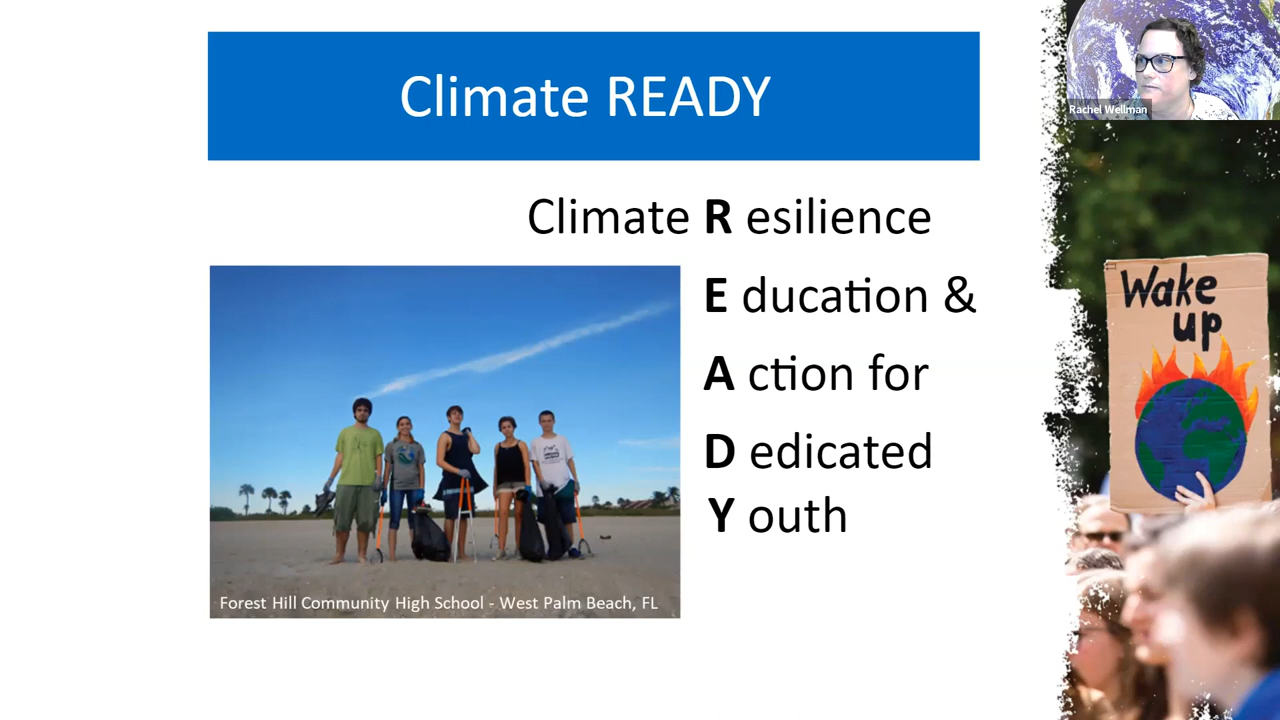 Climate READY
Rachel Wellman
Climate R esilience
E ducation &
A ction for
D edicated
Y outh
Wake
up
Forest Hill Community High School - West Palm Beach, FL